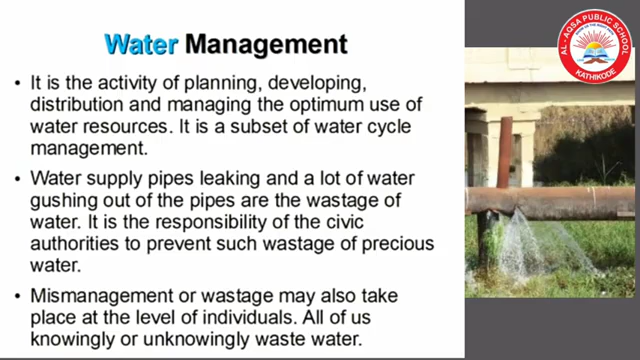 Water Management
• It is the activity of planning, developing,
distribution and managing the optimum use of
water resources. It is a subset of water cycle
management.
• Water supply pipes leaking and a lot of water
gushing out of the pipes are the wastage of
water. It is the responsibility of the civic
authorities to prevent such wastage of precious
water.
• Mismanagement or wastage may also take
place at the level of individuals. All of us
knowingly or unknowingly waste water.
AL-AQSA PUBLIC SCHOOL
KATHIKODE